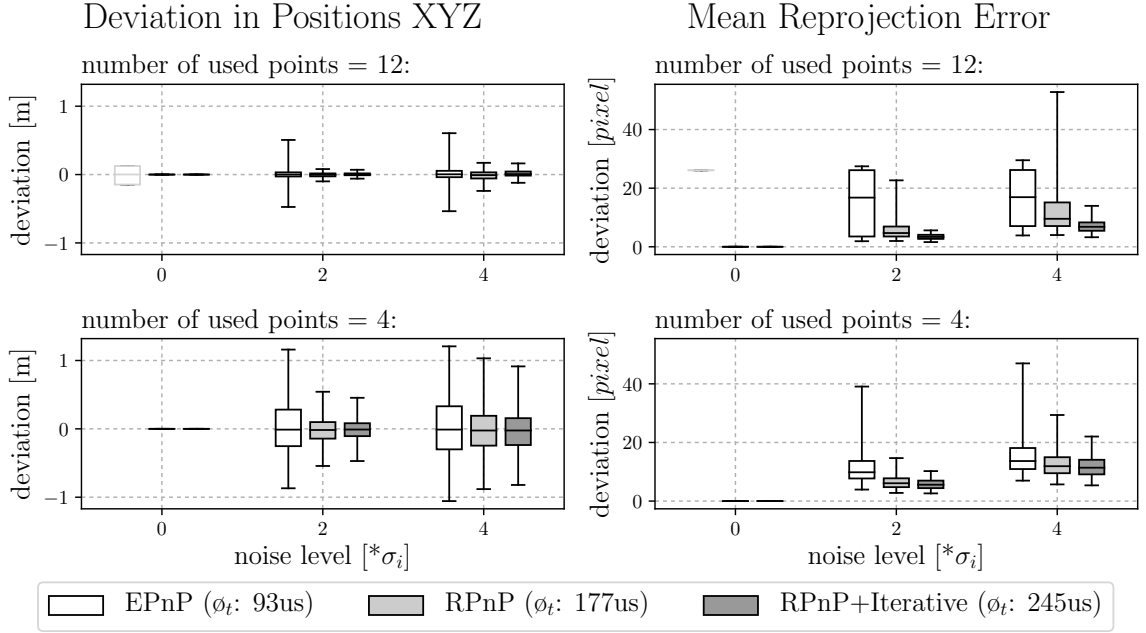 Deviation in Positions XYZ
number of used points = 12:
deviation [m]
1
0
−1
0 2 4
number of used points = 4:
deviation [m]
1
0
−1
0 2 4
noise level [*σᵢ]
Mean Reprojection Error
number of used points = 12:
deviation [pixel]
40
20
0
0 2 4
number of used points = 4:
deviation [pixel]
40
20
0
0 2 4
noise level [*σᵢ]
EPnP (øₜ: 93us) RPnP (øₜ: 177us) RPnP+Iterative (øₜ: 245us)